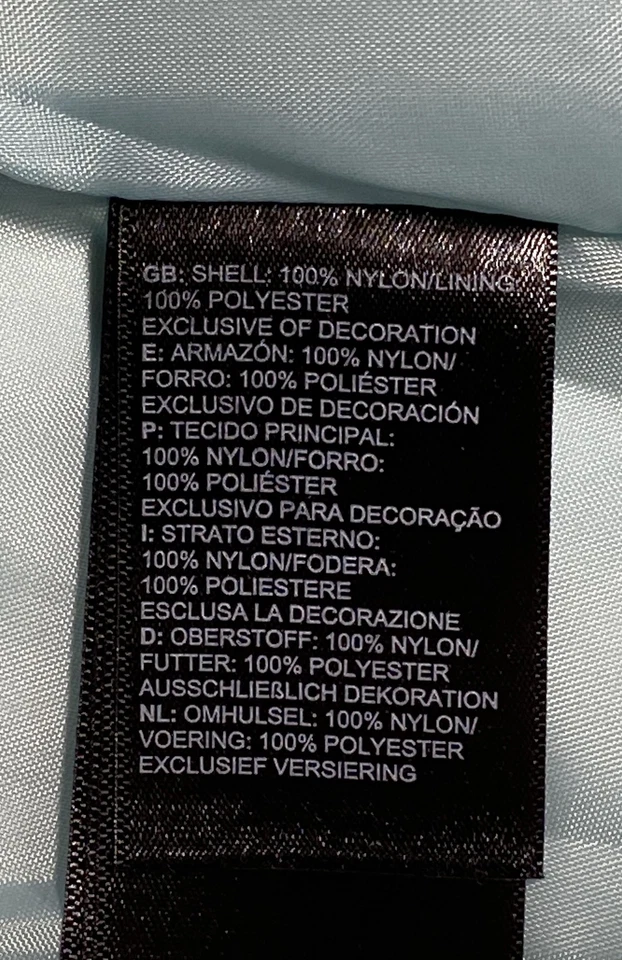 GB: SHELL: 100% NYLON/LINING:
100% POLYESTER
EXCLUSIVE OF DECORATION
E: ARMAZÓN: 100% NYLON/
FORRO: 100% POLIÉSTER
EXCLUSIVO DE DECORACIÓN
P: TECIDO PRINCIPAL:
100% NYLON/FORRO:
100% POLIÉSTER
EXCLUSIVO PARA DECORAÇÃO
I: STRATO ESTERNO:
100% NYLON/FODERA:
100% POLIESTERE
ESCLUSA LA DECORAZIONE
D: OBERSTOFF: 100% NYLON/
FUTTER: 100% POLYESTER
AUSSCHLIEßLICH DEKORATION
NL: OMHULSEL: 100% NYLON/
VOERING: 100% POLYESTER
EXCLUSIEF VERSIERING